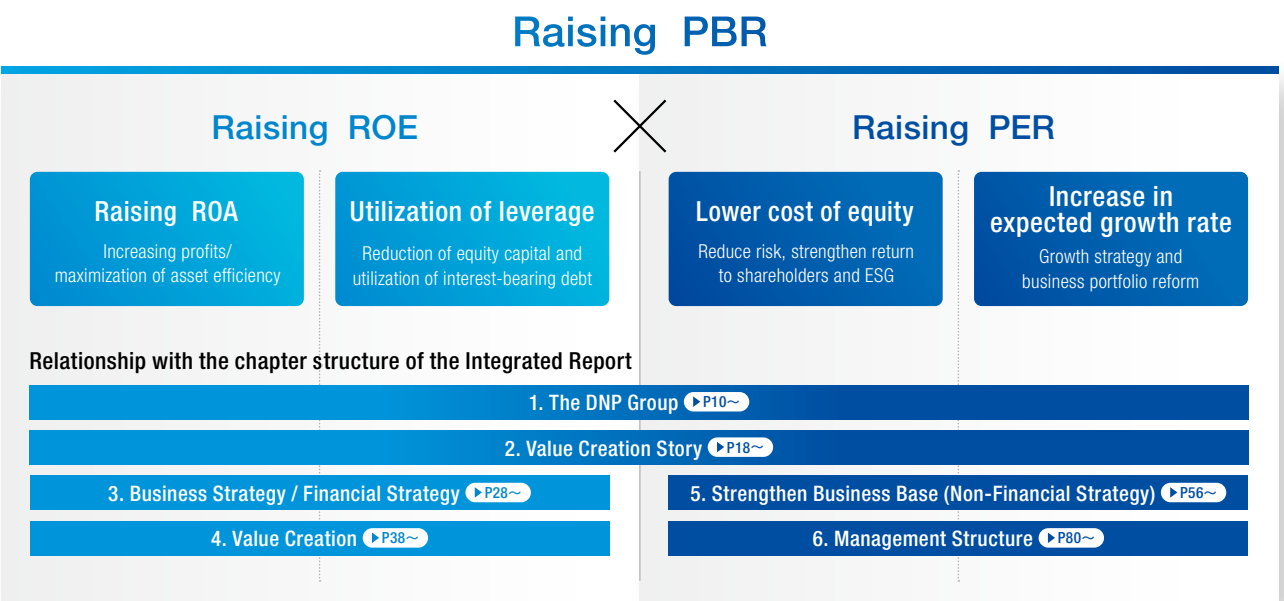 Raising PBR
Raising ROE
Raising PER
Raising ROA
Increasing profits/
maximization of asset efficiency
Utilization of leverage
Reduction of equity capital and
utilization of interest-bearing debt
Lower cost of equity
Reduce risk, strengthen return
to shareholders and ESG
Increase in
expected growth rate
Growth strategy and
business portfolio reform
Relationship with the chapter structure of the Integrated Report
1. The DNP Group ▶P10～
2. Value Creation Story ▶P18～
3. Business Strategy / Financial Strategy ▶P28～
4. Value Creation ▶P38～
5. Strengthen Business Base (Non-Financial Strategy) ▶P56～
6. Management Structure ▶P80～